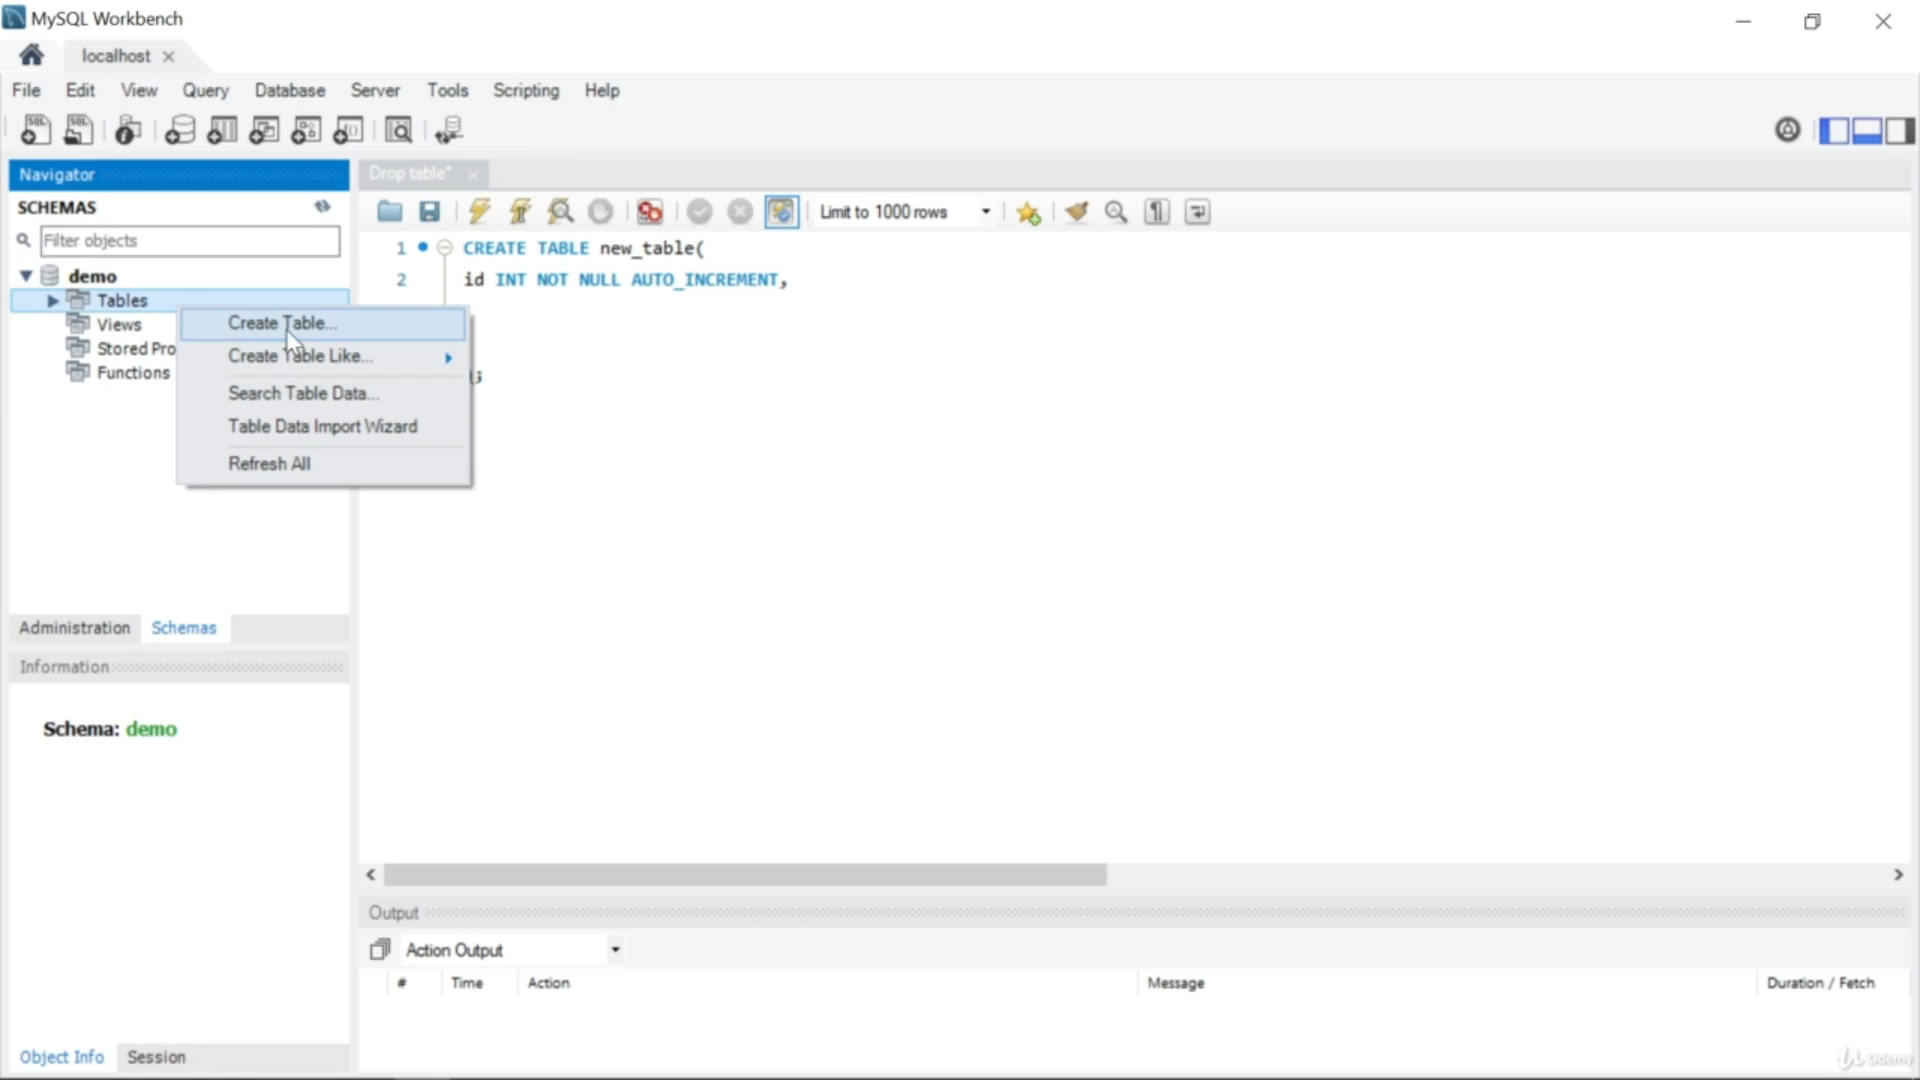 MySQL Workbench
localhost
File Edit View Query Database Server Tools Scripting Help
Navigator
SCHEMAS
Filter objects
demo
Tables
Views
Stored Pro
Functions
Create Table...
Create Table Like...
Search Table Data...
Table Data Import Wizard
Refresh All
Administration Schemas
Information
Schema: demo
Object Info Session
Drop table*
Limit to 1000 rows
1 CREATE TABLE new_table(
2 id INT NOT NULL AUTO_INCREMENT,
);
Output
Action Output
# Time Action Message Duration / Fetch
Udemy